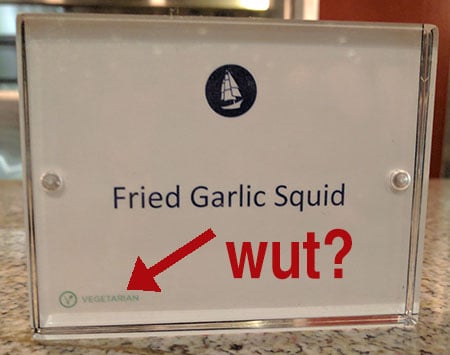 Fried Garlic Squid
wut?
VEGETARIAN